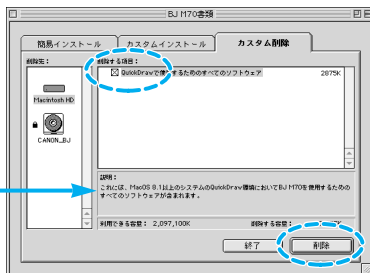 BJ M70書類
簡易インストール
カスタムインストール
カスタム削除
削除先：
削除する項目：
QuickDrawで使用するためのすべてのソフトウェア 2875K
Macintosh HD
CANON_BJ
説明：
これには、MacOS 8.1以上のシステムのQuickDraw環境においてBJ M70を使用するための
すべてのソフトウェアが含まれます。
利用できる容量： 2,097,100K
削除する容量：
終了
削除